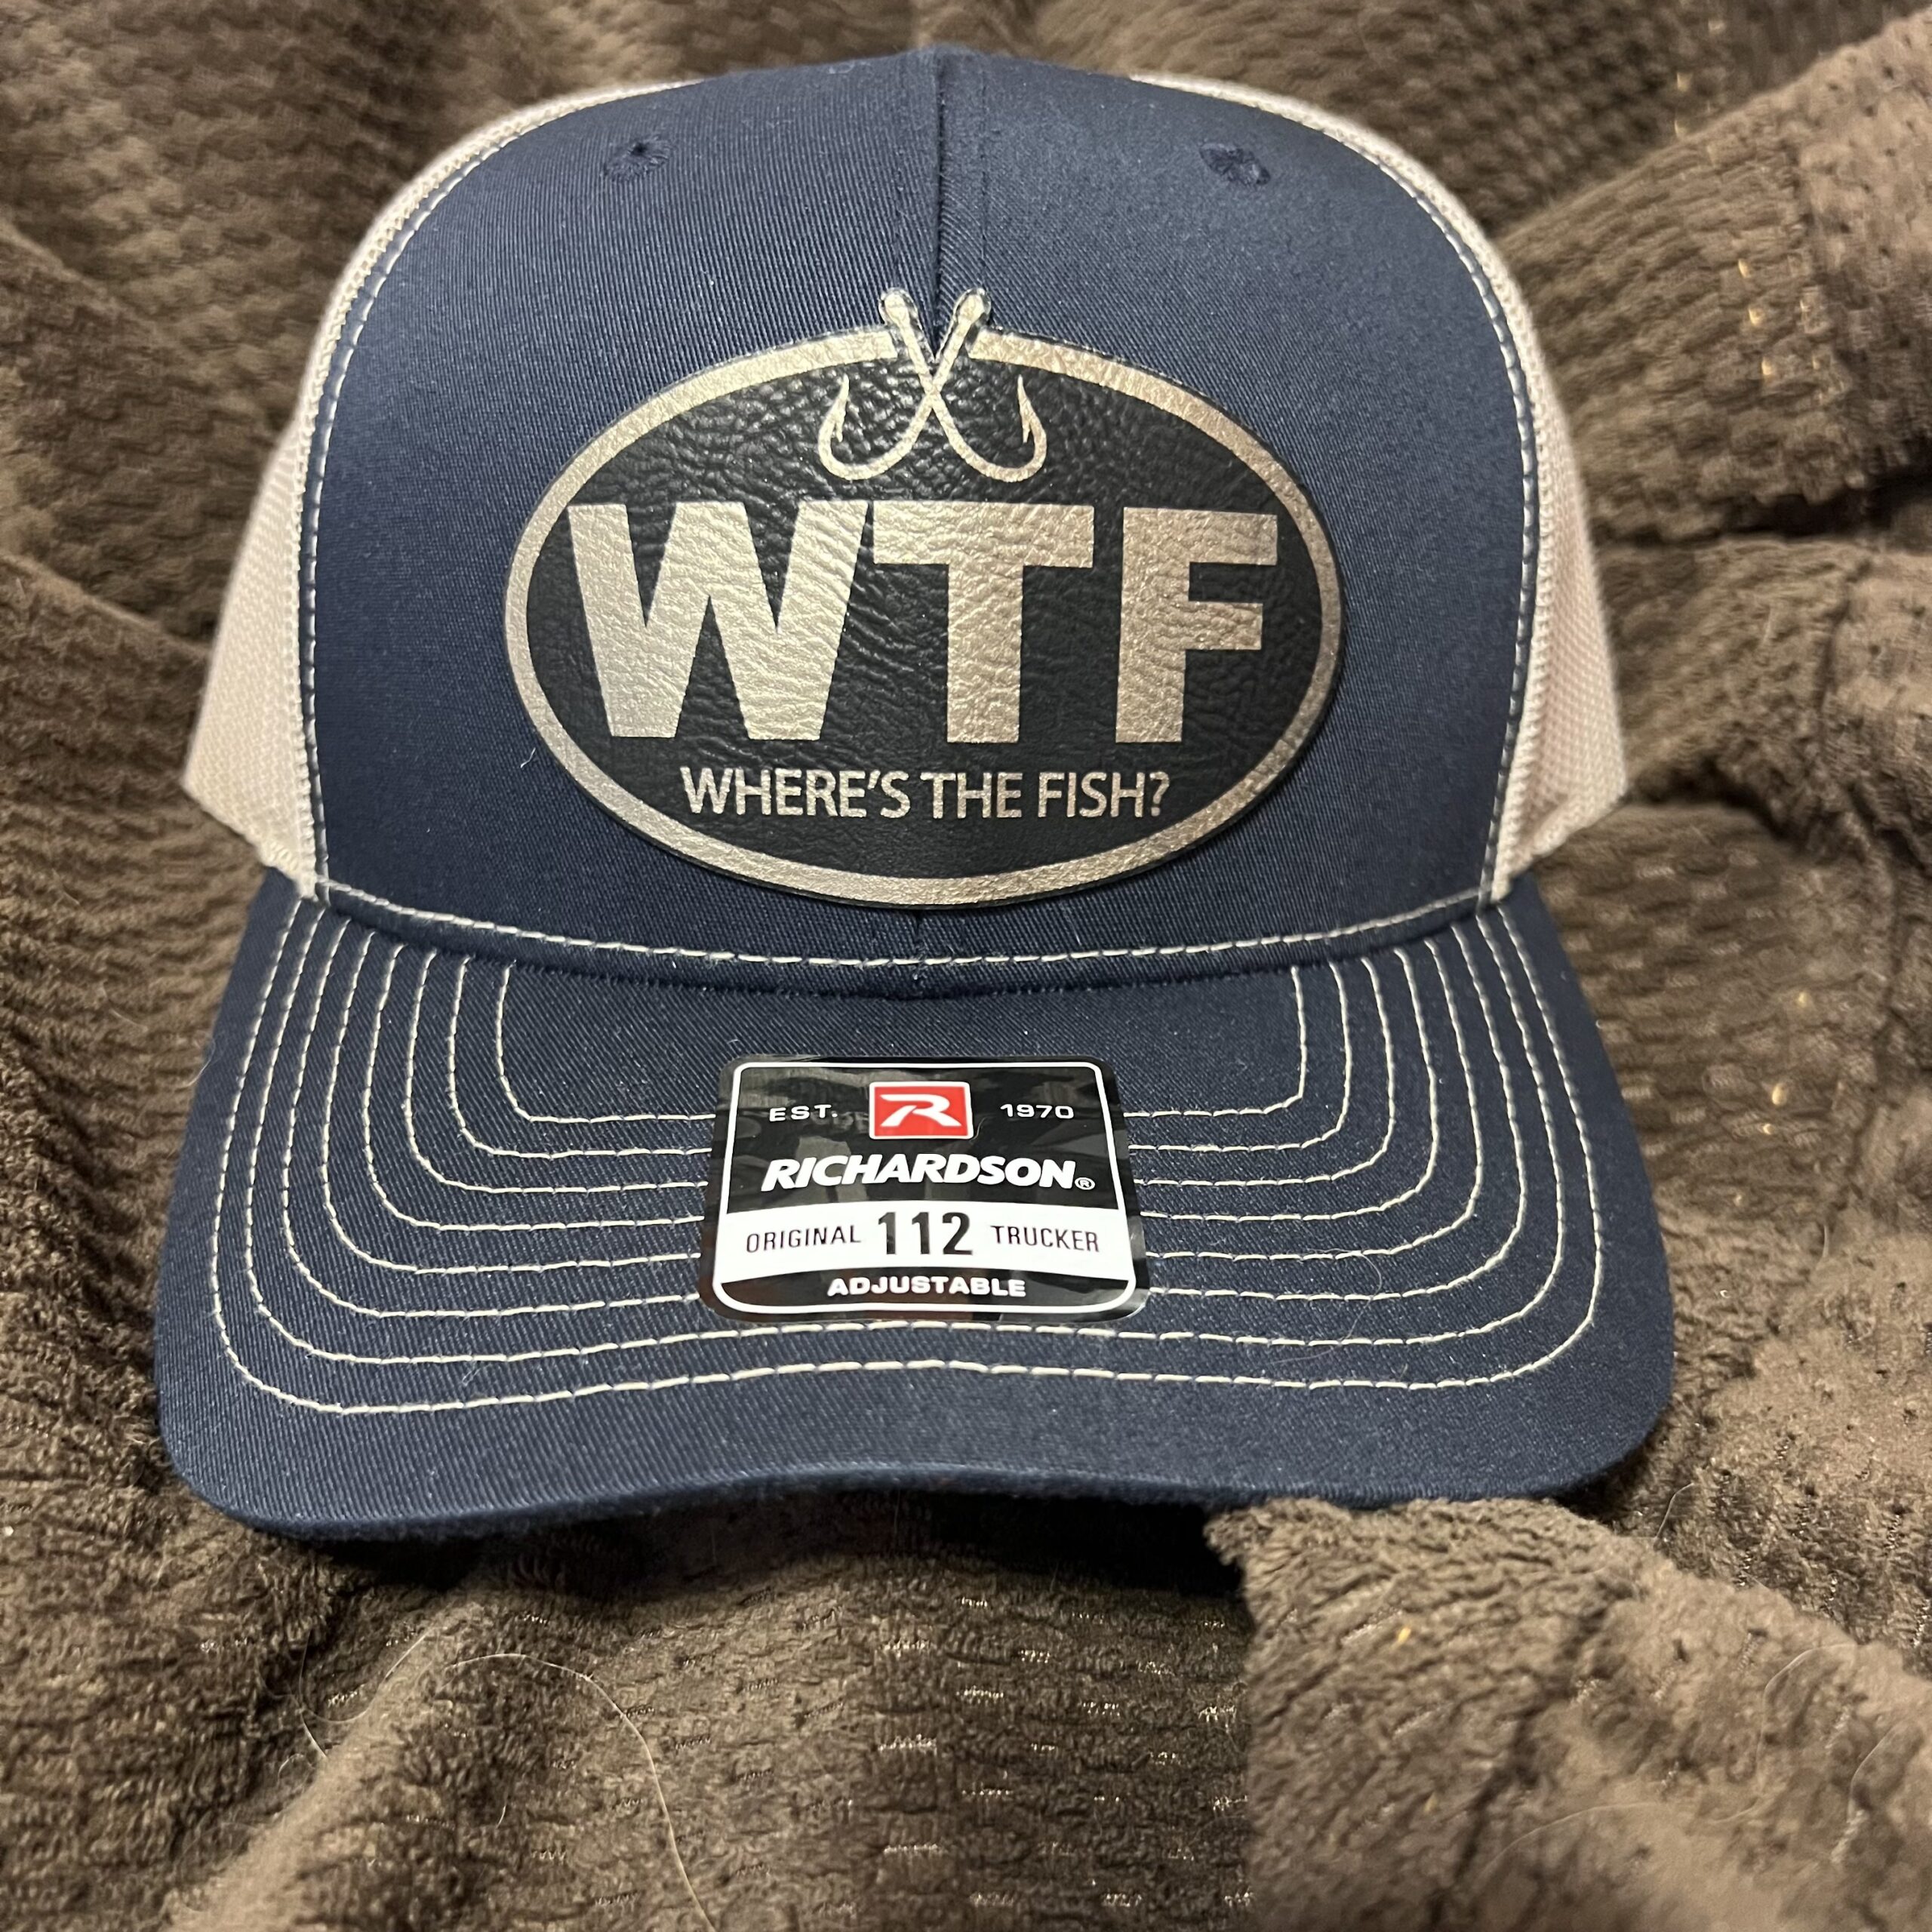 WTF
WHERE'S THE FISH?
EST. R 1970
RICHARDSON®
ORIGINAL 112 TRUCKER
ADJUSTABLE